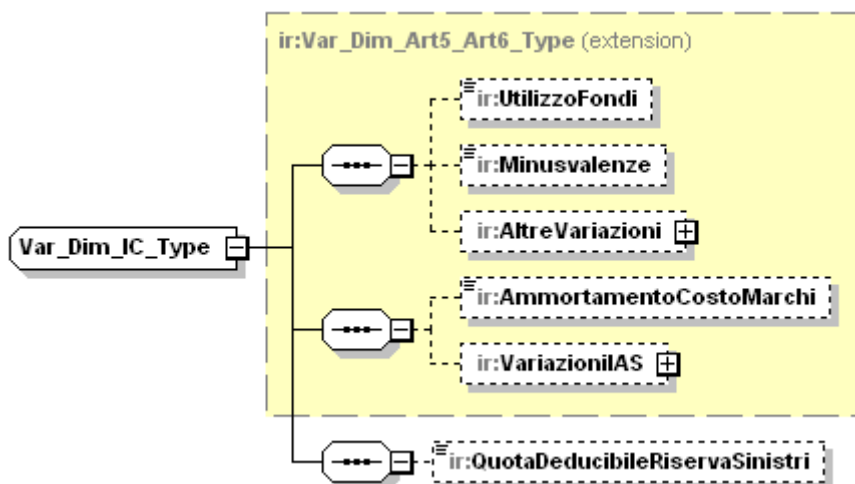 ir:Var_Dim_Art5_Art6_Type (extension)
ir:UtilizzoFondi
ir:Minusvalenze
Var_Dim_IC_Type
ir:AltreVariazioni
ir:AmmortamentoCostoMarchi
ir:VariazioniIAS
ir:QuotaDeducibileRiservaSinistri